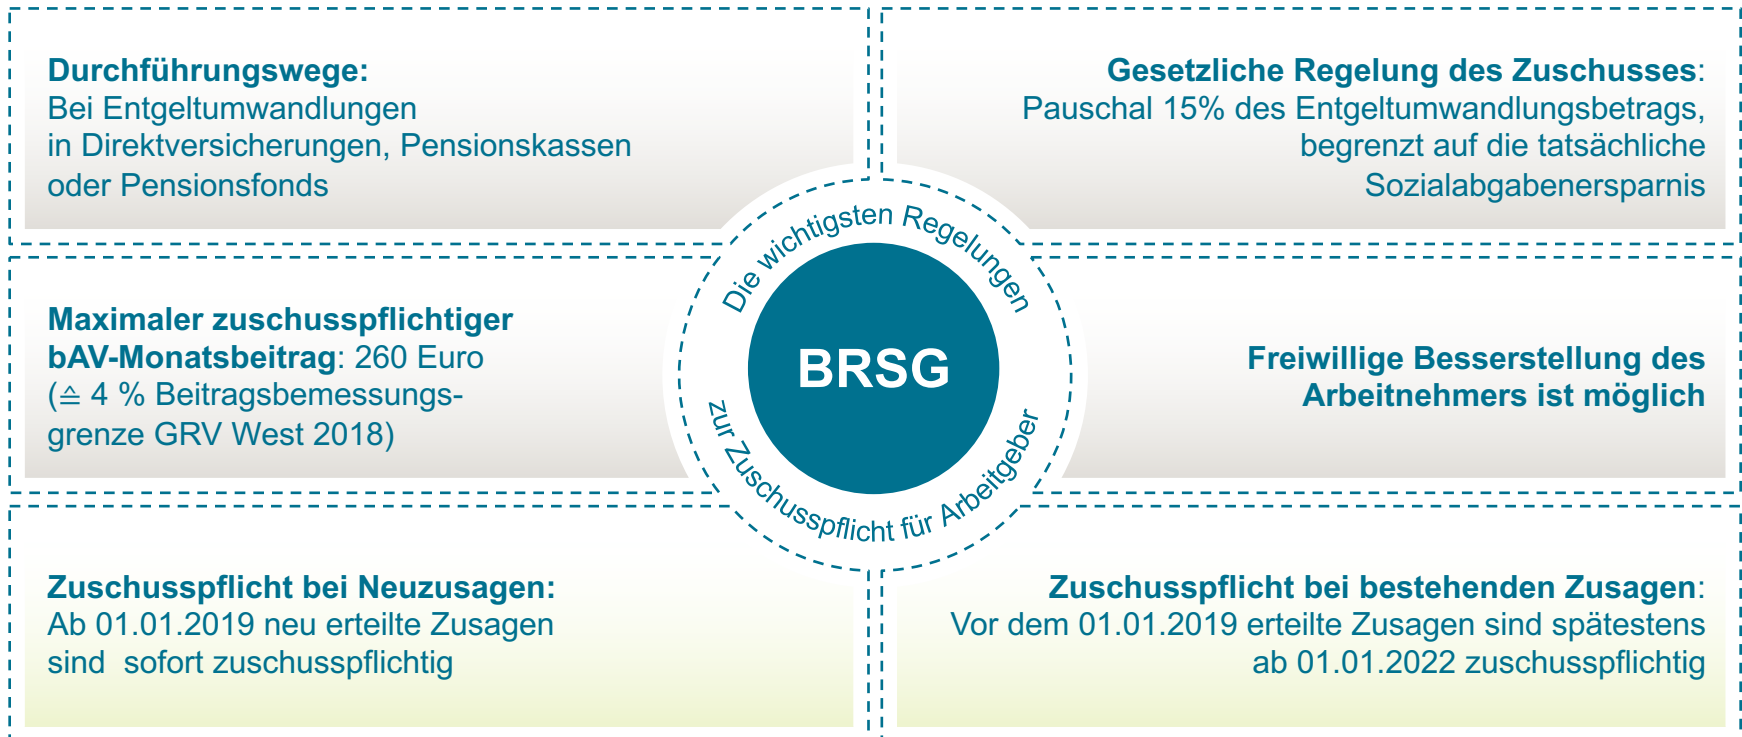 Durchführungswege:
Bei Entgeltumwandlungen
in Direktversicherungen, Pensionskassen
oder Pensionsfonds
Gesetzliche Regelung des Zuschusses:
Pauschal 15% des Entgeltumwandlungsbetrags,
begrenzt auf die tatsächliche
Sozialabgabenersparnis
Die wichtigsten Regelungen
BRSG
zur Zuschusspflicht für Arbeitgeber
Maximaler zuschusspflichtiger
bAV-Monatsbeitrag: 260 Euro
(≙ 4 % Beitragsbemessungs-
grenze GRV West 2018)
Freiwillige Besserstellung des
Arbeitnehmers ist möglich
Zuschusspflicht bei Neuzusagen:
Ab 01.01.2019 neu erteilte Zusagen
sind  sofort zuschusspflichtig
Zuschusspflicht bei bestehenden Zusagen:
Vor dem 01.01.2019 erteilte Zusagen sind spätestens
ab 01.01.2022 zuschusspflichtig